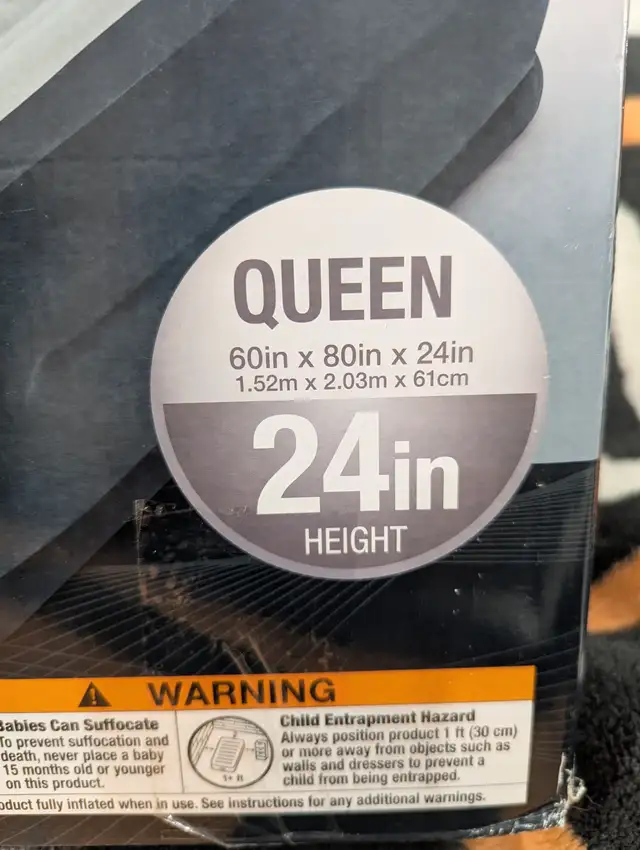 QUEEN
60in x 80in x 24in
1.52m x 2.03m x 61cm
24in
HEIGHT
WARNING
Babies Can Suffocate
To prevent suffocation and
death, never place a baby
15 months old or younger
on this product.
1+ ft
Child Entrapment Hazard
Always position product 1 ft (30 cm)
or more away from objects such as
walls and dressers to prevent a
child from being entrapped.
oduct fully inflated when in use. See instructions for any additional warnings.